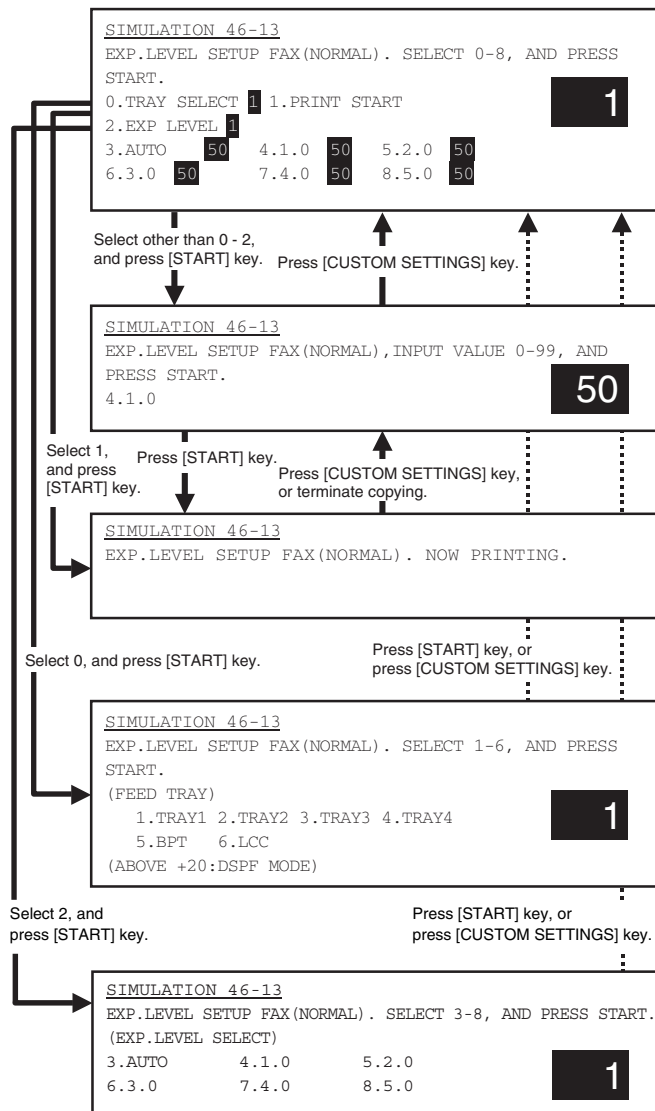 SIMULATION 46-13
EXP.LEVEL SETUP FAX(NORMAL). SELECT 0-8, AND PRESS
START.
0.TRAY SELECT 1 1.PRINT START
2.EXP LEVEL 1
3.AUTO 50 4.1.0 50 5.2.0 50
6.3.0 50 7.4.0 50 8.5.0 50
1
Select other than 0 - 2,
and press [START] key.
Press [CUSTOM SETTINGS] key.
SIMULATION 46-13
EXP.LEVEL SETUP FAX(NORMAL),INPUT VALUE 0-99, AND
PRESS START.
4.1.0
50
Select 1,
and press
[START] key.
Press [START] key.
Press [CUSTOM SETTINGS] key,
or terminate copying.
SIMULATION 46-13
EXP.LEVEL SETUP FAX(NORMAL). NOW PRINTING.
Select 0, and press [START] key.
Press [START] key, or
press [CUSTOM SETTINGS] key.
SIMULATION 46-13
EXP.LEVEL SETUP FAX(NORMAL). SELECT 1-6, AND PRESS
START.
(FEED TRAY)
1.TRAY1 2.TRAY2 3.TRAY3 4.TRAY4
5.BPT 6.LCC
(ABOVE +20:DSPF MODE)
1
Select 2, and
press [START] key.
Press [START] key, or
press [CUSTOM SETTINGS] key.
SIMULATION 46-13
EXP.LEVEL SETUP FAX(NORMAL). SELECT 3-8, AND PRESS START.
(EXP.LEVEL SELECT)
3.AUTO 4.1.0 5.2.0
6.3.0 7.4.0 8.5.0
1